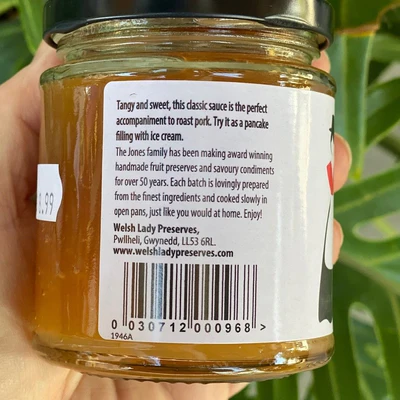 Tangy and sweet, this classic sauce is the perfect
accompaniment to roast pork. Try it as a pancake
filling with ice cream.
The Jones family has been making award winning
handmade fruit preserves and savoury condiments
for over 50 years. Each batch is lovingly prepared
from the finest ingredients and cooked slowly in
open pans, just like you would at home. Enjoy!
Welsh Lady Preserves,
Pwllheli, Gwynedd, LL53 6RL.
www.welshladypreserves.com
0 030712 000968 >
1946A
8.99